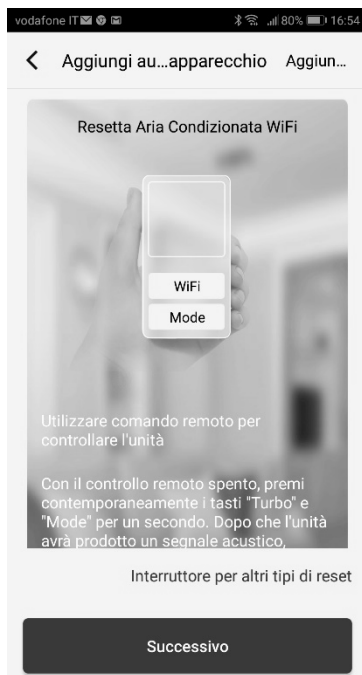 vodafone IT 80% 16:54
Aggiungi au...apparecchio Aggiun...
Resetta Aria Condizionata WiFi
WiFi
Mode
Utilizzare comando remoto per
controllare l'unità
Con il controllo remoto spento, premi
contemporaneamente i tasti "Turbo" e
"Mode" per un secondo. Dopo che l'unità
avrà prodotto un segnale acustico,
Interruttore per altri tipi di reset
Successivo